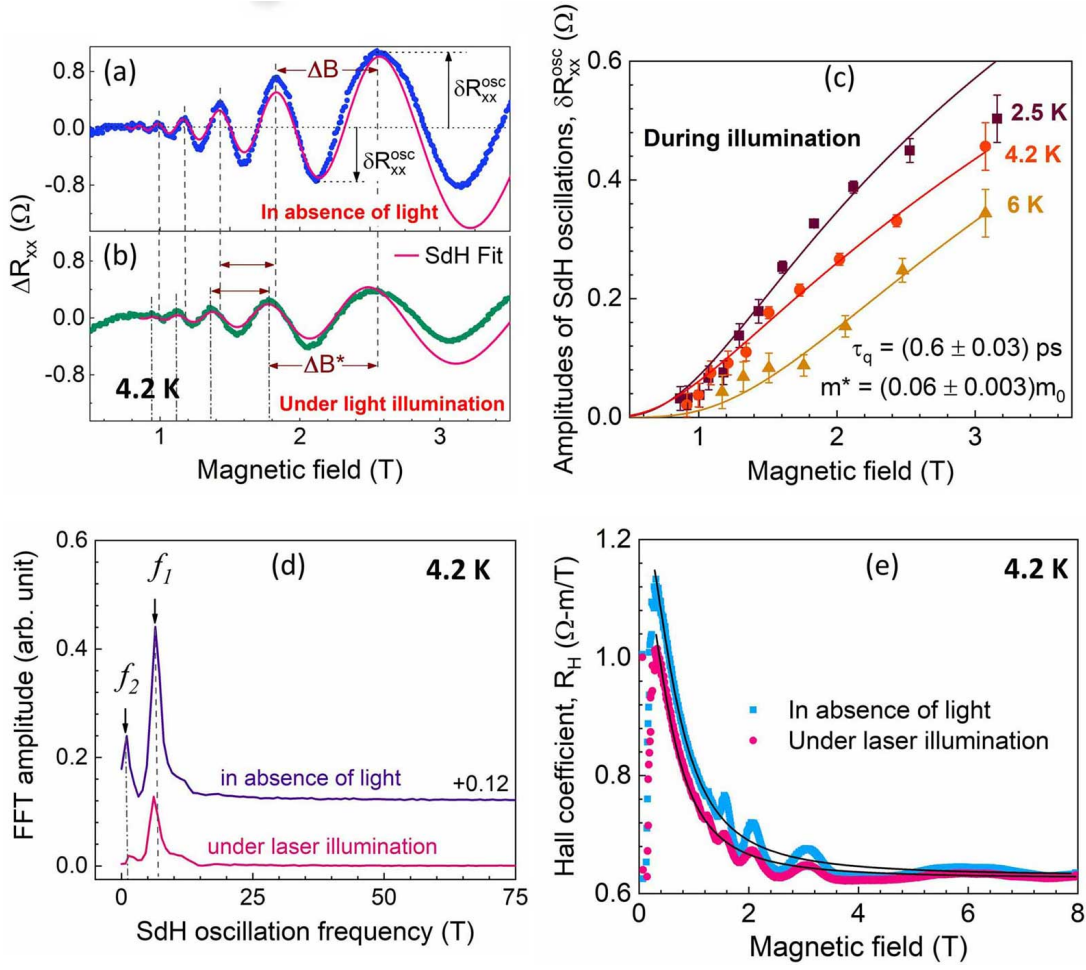 (a)
ΔB
δR_xx^osc
δR_xx^osc
In absence of light
0.8
0.0
-0.8
ΔR_xx (Ω)
(b)
SdH Fit
ΔB*
4.2 K
Under light illumination
0.8
0.0
-0.8
1 2 3
Magnetic field (T)
Amplitudes of SdH oscillations, δR_xx^osc (Ω)
0.6
0.4
0.2
0.0
(c)
During illumination
2.5 K
4.2 K
6 K
τ_q = (0.6 ± 0.03) ps
m* = (0.06 ± 0.003)m_0
1 2 3
Magnetic field (T)
FFT amplitude (arb. unit)
0.6
0.4
0.2
0.0
(d)
4.2 K
f_1
f_2
in absence of light
+0.12
under laser illumination
0 25 50 75
SdH oscillation frequency (T)
Hall coefficient, R_H (Ω-m/T)
1.2
1.0
0.8
0.6
(e)
4.2 K
In absence of light
Under laser illumination
0 2 4 6 8
Magnetic field (T)